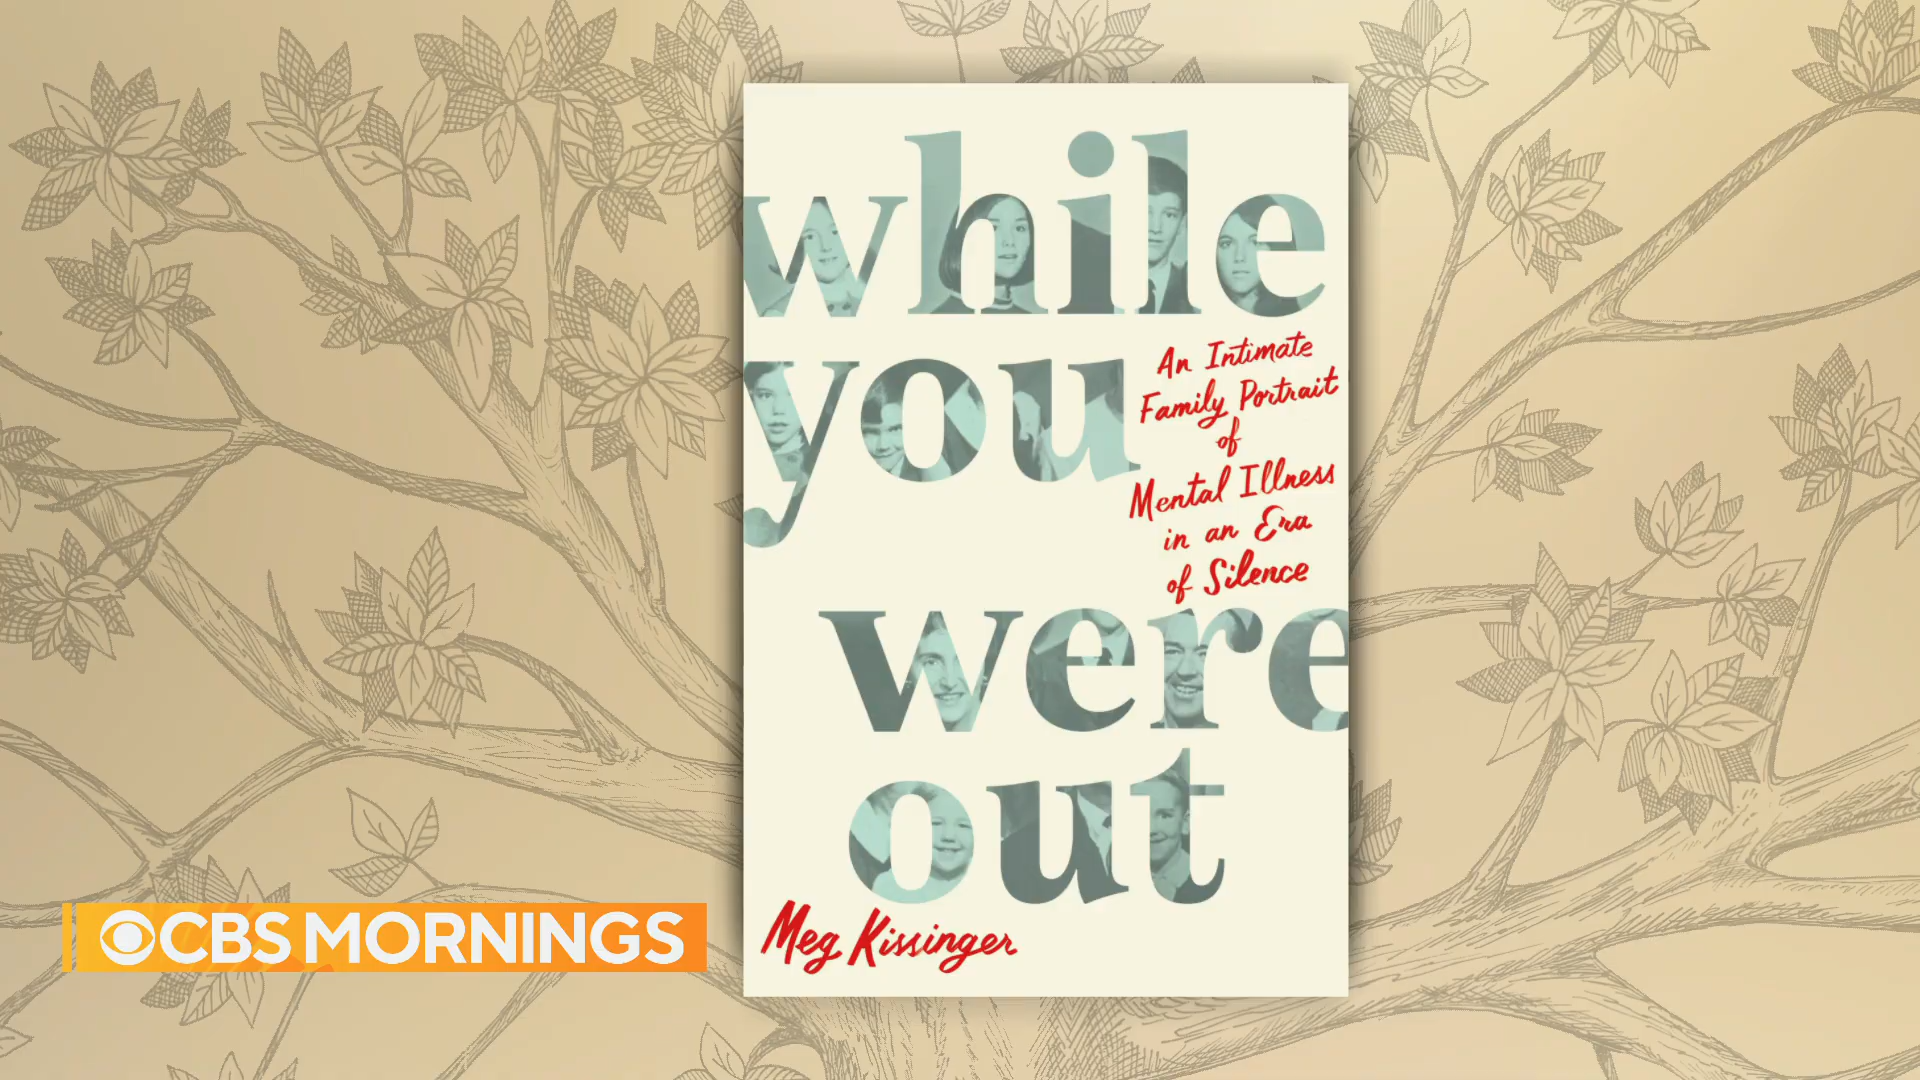 while
you
An Intimate
Family Portrait
of
Mental Illness
in an Era
of Silence
were
out
Meg Kissinger
CBS MORNINGS